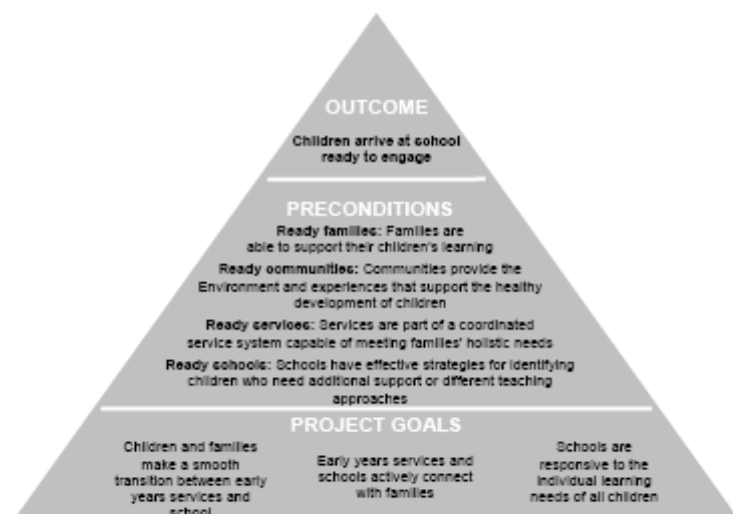 OUTCOME
Children arrive at school
ready to engage
PRECONDITIONS
Ready families: Families are
able to support their children's learning
Ready communities: Communities provide the
Environment and experiences that support the healthy
development of children
Ready services: Services are part of a coordinated
service system capable of meeting families' holistic needs
Ready schools: Schools have effective strategies for identifying
children who need additional support or different teaching
approaches
PROJECT GOALS
Children and families
make a smooth
transition between early
years services and
school
Early years services and
schools actively connect
with families
Schools are
responsive to the
individual learning
needs of all children